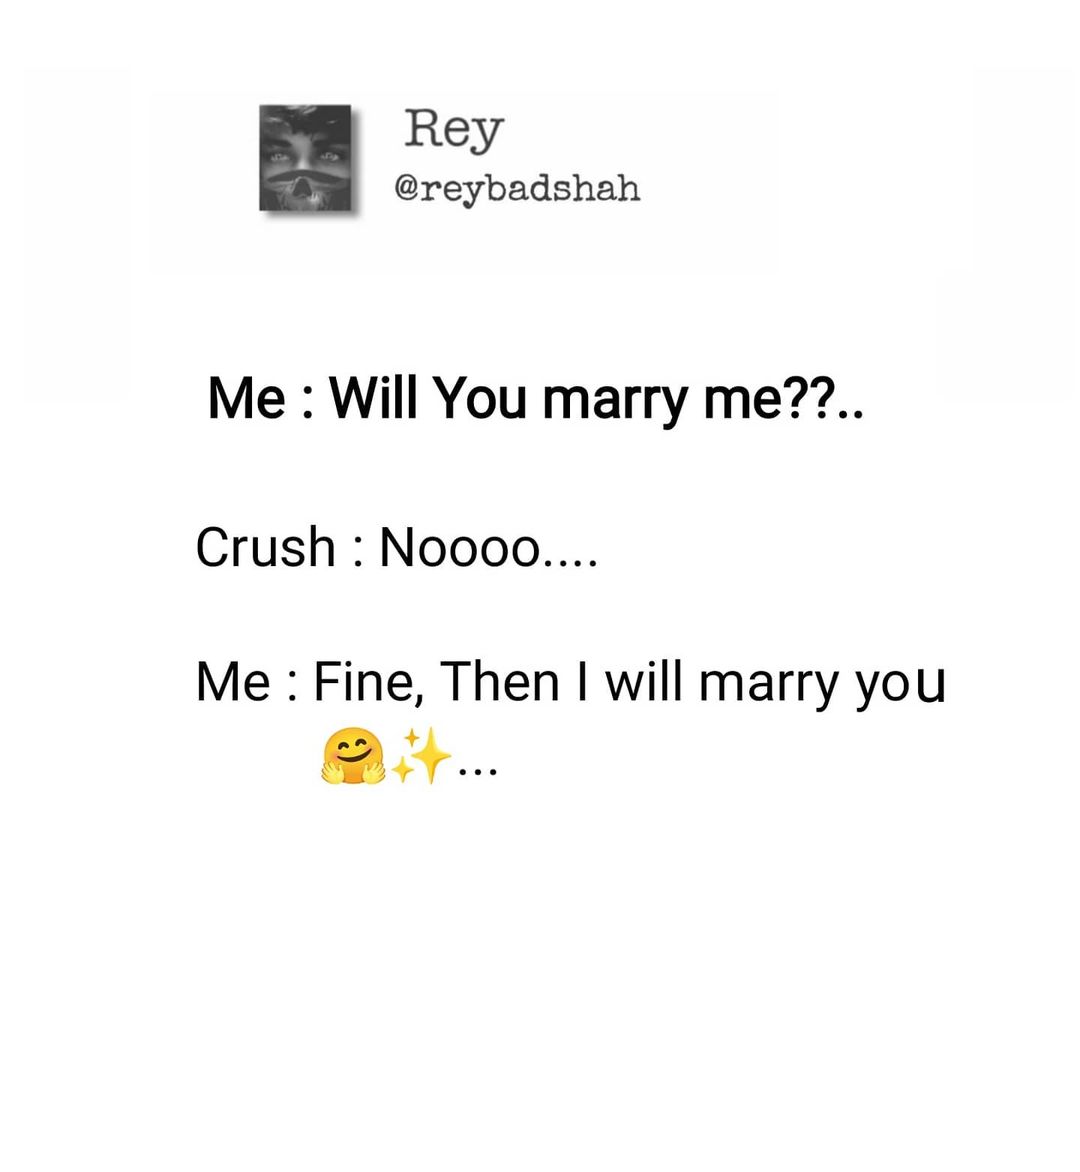 Rey
@reybadshah
Me : Will You marry me??..
Crush : Noooo....
Me : Fine, Then I will marry you
🤗✨...